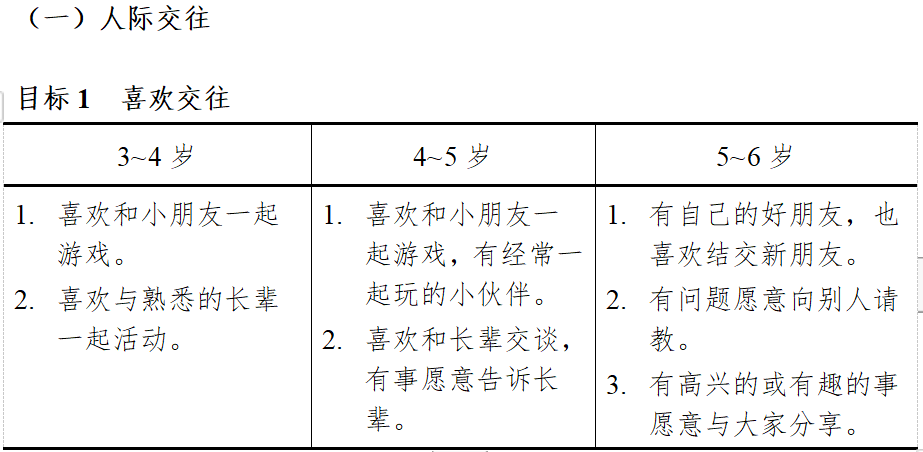 （一）人际交往
目标1 喜欢交往
3~4 岁
4~5 岁
5~6 岁
1. 喜欢和小朋友一起
游戏。
2. 喜欢与熟悉的长辈
一起活动。
1. 喜欢和小朋友一
起游戏，有经常一
起玩的小伙伴。
2. 喜欢和长辈交谈，
有事愿意告诉长
辈。
1. 有自己的好朋友，也
喜欢结交新朋友。
2. 有问题愿意向别人请
教。
3. 有高兴的或有趣的事
愿意与大家分享。